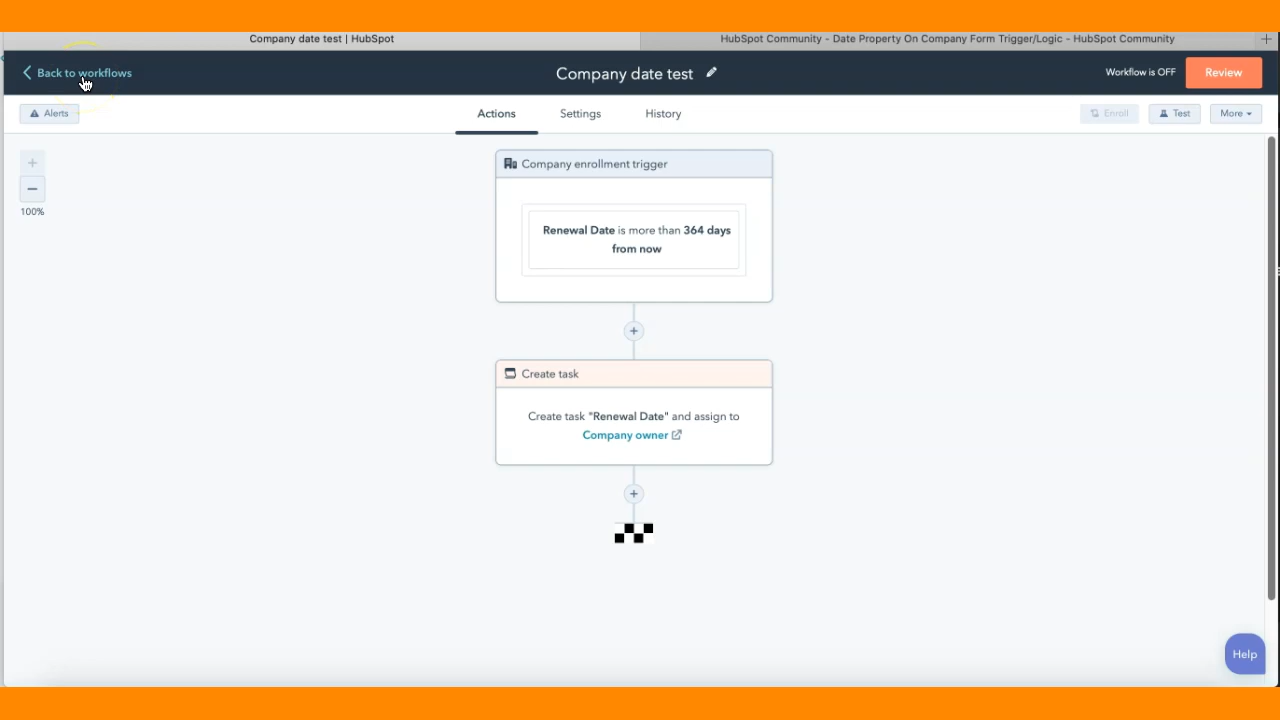 Company date test | HubSpot
HubSpot Community - Date Property On Company Form Trigger/Logic - HubSpot Community
Back to workflows
Company date test
Workflow is OFF
Review
Alerts
Actions
Settings
History
Enroll
Test
More
100%
Company enrollment trigger
Renewal Date is more than 364 days
from now
Create task
Create task "Renewal Date" and assign to
Company owner
Help